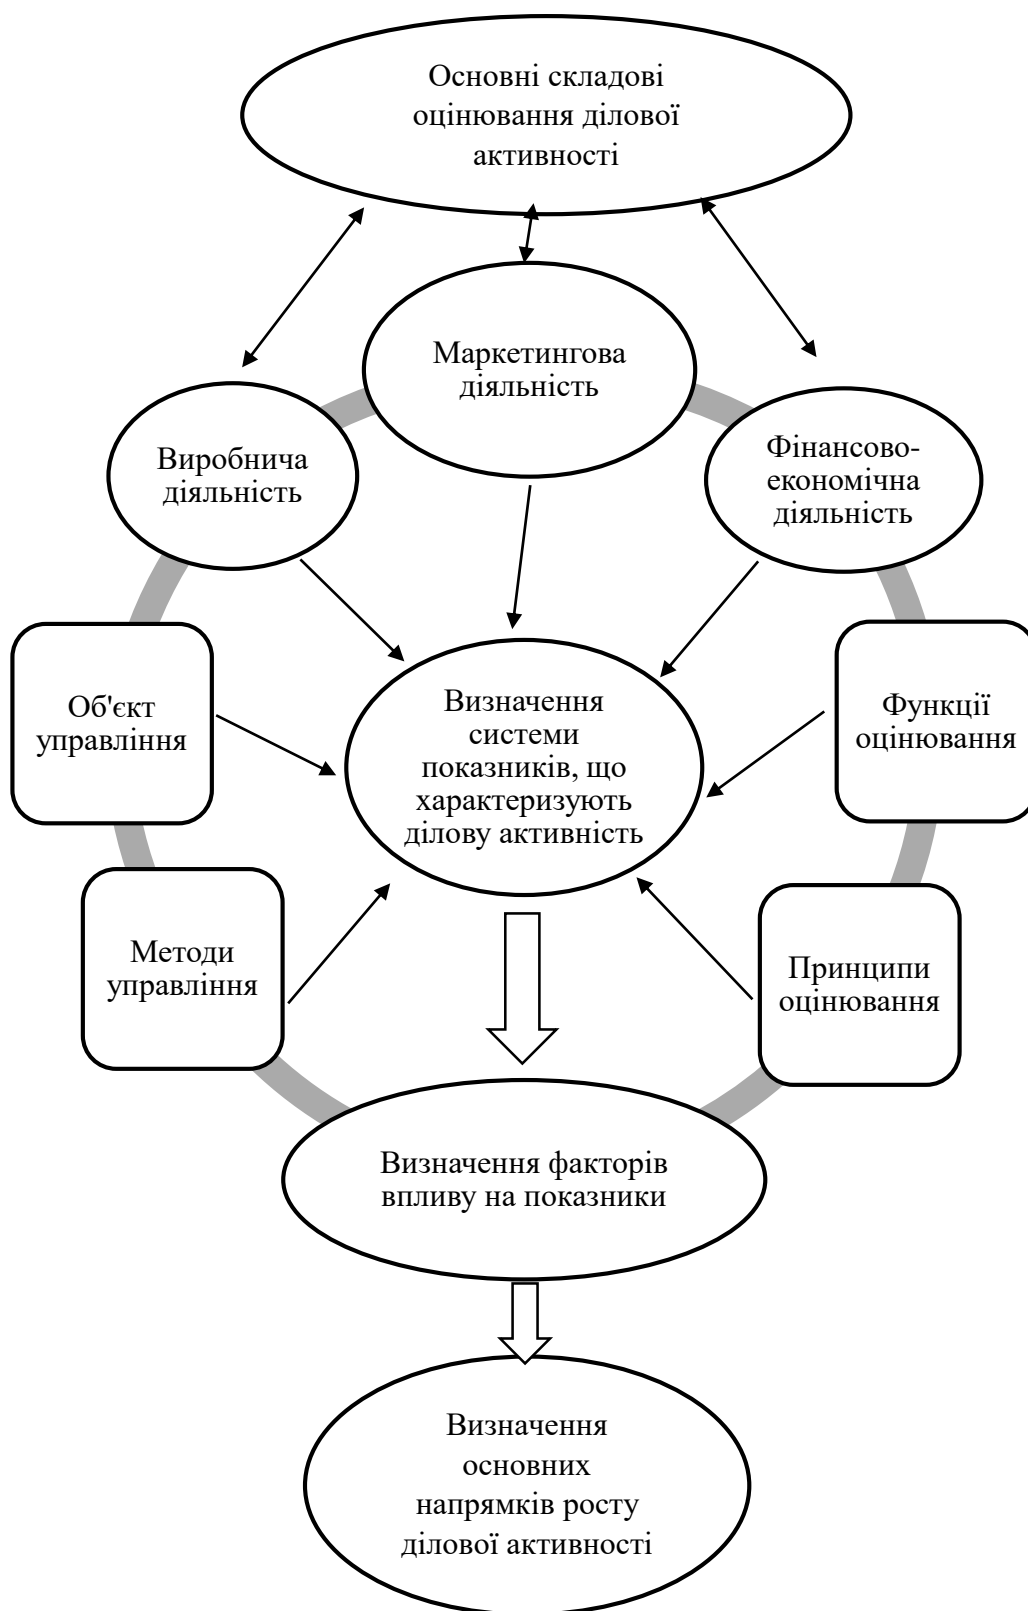 Основні складові
оцінювання ділової
активності
Маркетингова
діяльність
Виробнича
діяльність
Фінансово-
економічна
діяльність
Об'єкт
управління
Визначення
системи
показників, що
характеризують
ділову активність
Функції
оцінювання
Методи
управління
Принципи
оцінювання
Визначення факторів
впливу на показники
Визначення
основних
напрямків росту
ділової активності